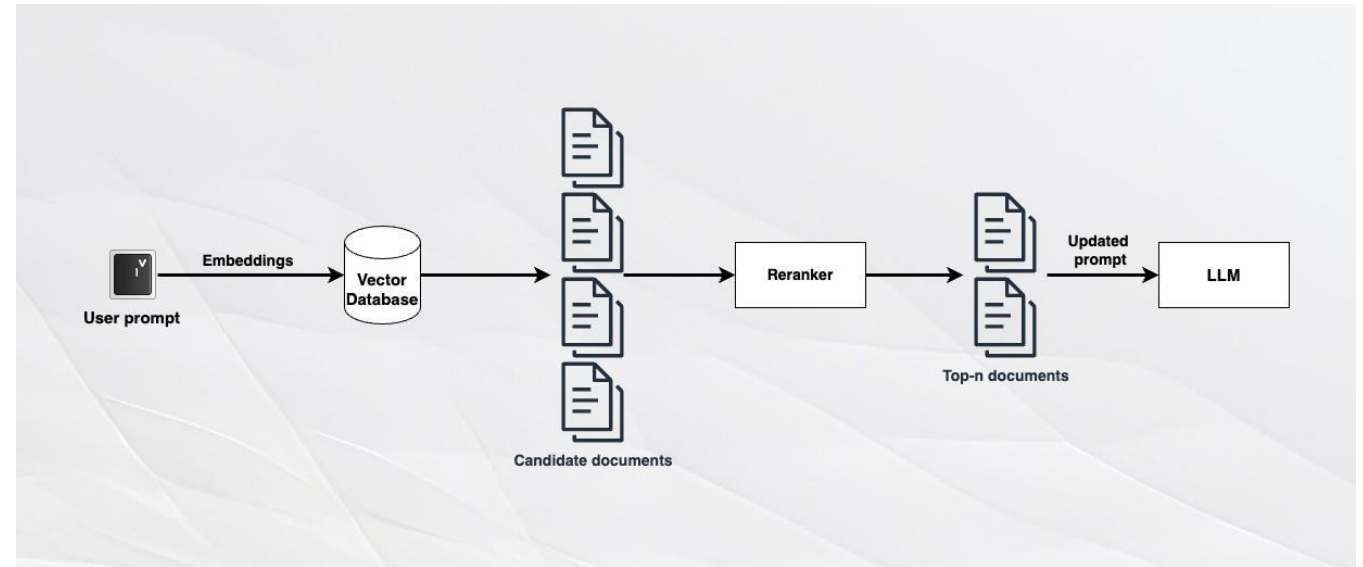 Embeddings
User prompt
Vector
Database
Candidate documents
Reranker
Top-n documents
Updated
prompt
LLM